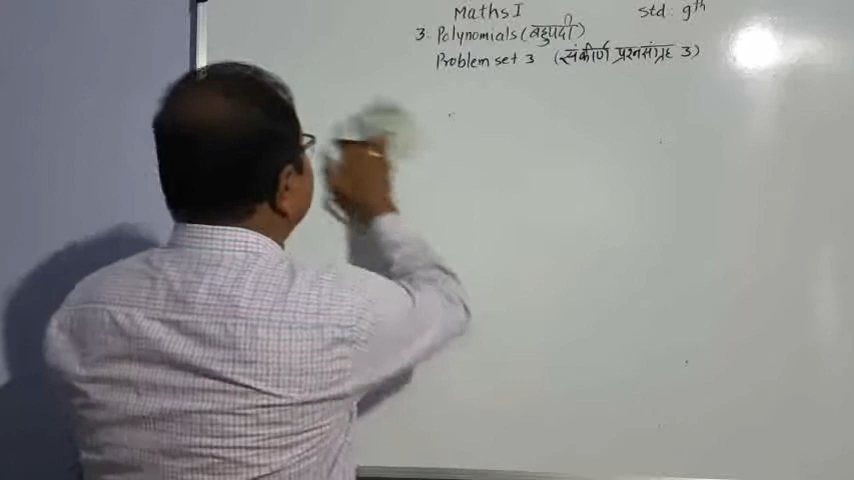 Maths I std: 9th
3. Polynomials (बहुपदी)
Problem set 3 (संकीर्ण प्रश्नसंग्रह 3)